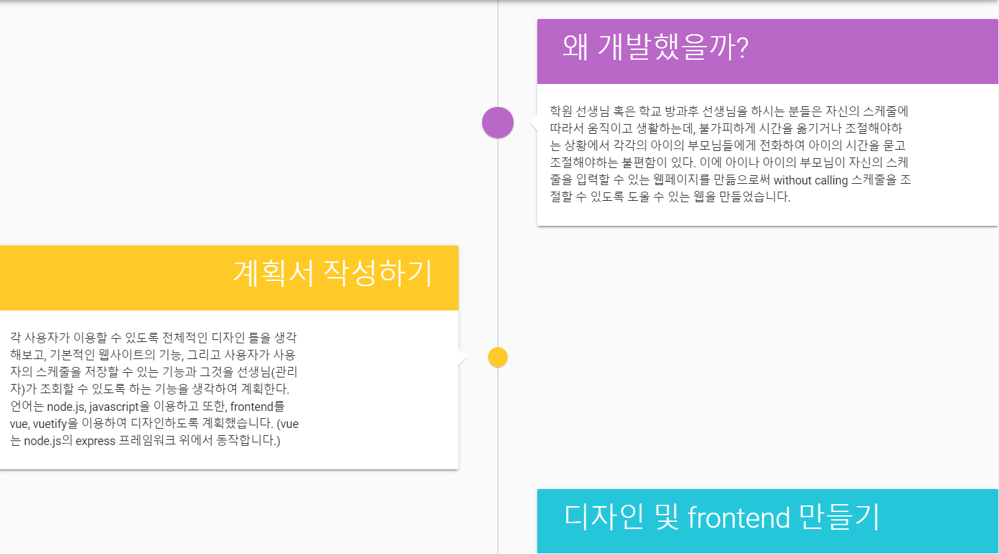 왜 개발했을까?
학원 선생님 혹은 학교 방과후 선생님을 하시는 분들은 자신의 스케줄에
따라서 움직이고 생활하는데, 불가피하게 시간을 옮기거나 조절해야하
는 상황에서 각각의 아이의 부모님들에게 전화하여 아이의 시간을 묻고
조절해야하는 불편함이 있다. 이에 아이나 아이의 부모님이 자신의 스케
줄을 입력할 수 있는 웹페이지를 만듦으로써 without calling 스케줄을 조
절할 수 있도록 도울 수 있는 웹을 만들었습니다.
계획서 작성하기
각 사용자가 이용할 수 있도록 전체적인 디자인 틀을 생각
해보고, 기본적인 웹사이트의 기능, 그리고 사용자가 사용
자의 스케줄을 저장할 수 있는 기능과 그것을 선생님(관리
자)가 조회할 수 있도록 하는 기능을 생각하여 계획한다.
언어는 node.js, javascript을 이용하고 또한, frontend를
vue, vuetify을 이용하여 디자인하도록 계획했습니다. (vue
는 node.js의 express 프레임워크 위에서 동작합니다.)
디자인 및 frontend 만들기